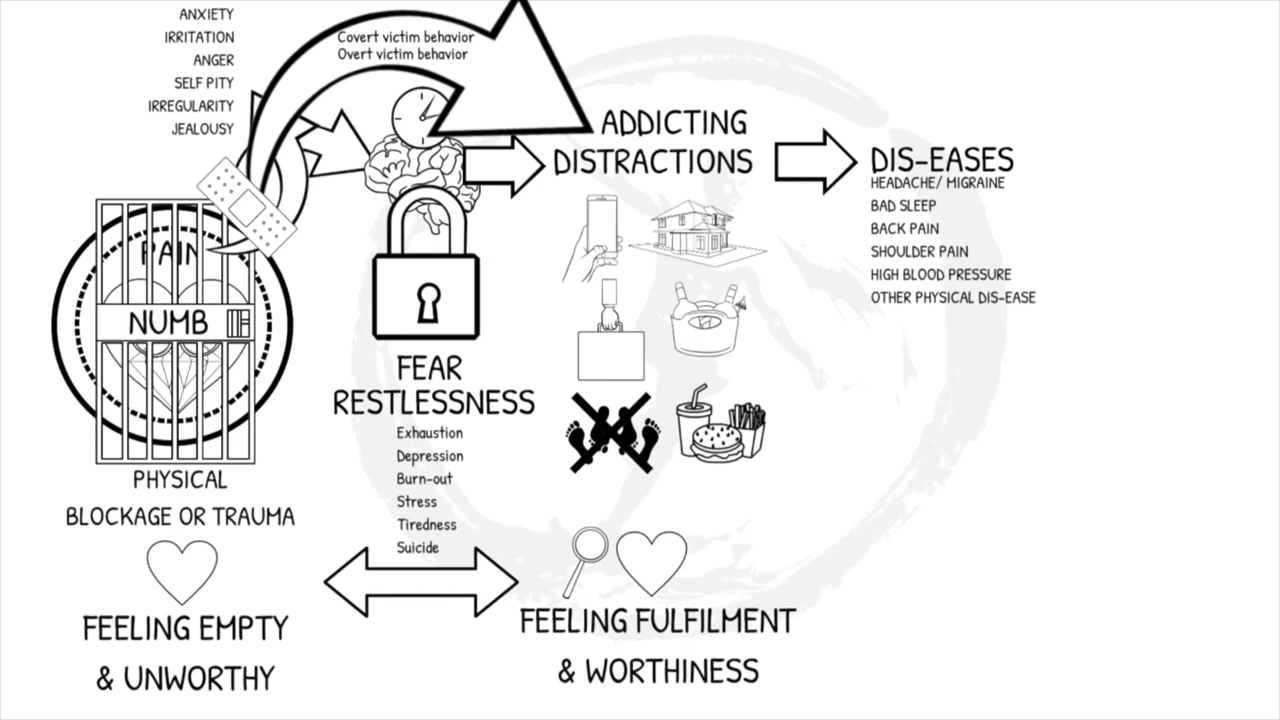 ANXIETY
IRRITATION
ANGER
SELF PITY
IRREGULARITY
JEALOUSY
Covert victim behavior
Overt victim behavior
PAIN
NUMB
PHYSICAL
BLOCKAGE OR TRAUMA
FEELING EMPTY
& UNWORTHY
FEAR
RESTLESSNESS
Exhaustion
Depression
Burn-out
Stress
Tiredness
Suicide
ADDICTING
DISTRACTIONS
FEELING FULFILMENT
& WORTHINESS
DIS-EASES
HEADACHE/ MIGRAINE
BAD SLEEP
BACK PAIN
SHOULDER PAIN
HIGH BLOOD PRESSURE
OTHER PHYSICAL DIS-EASE